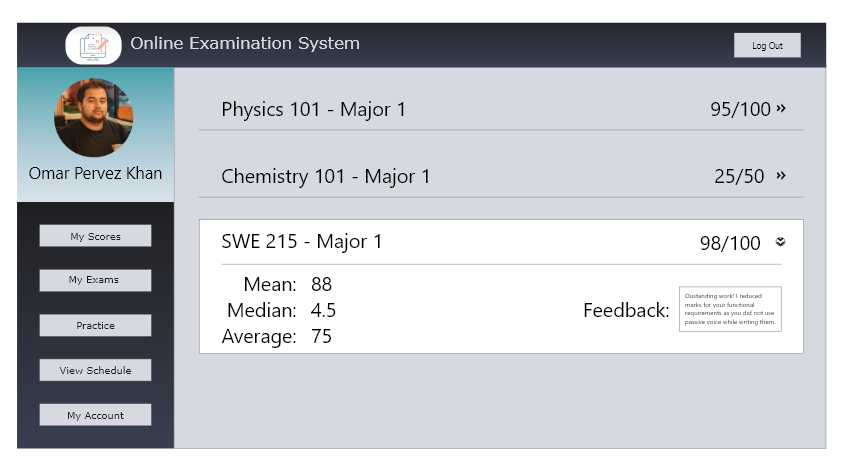 Online Examination System
Log Out
Omar Pervez Khan
My Scores
My Exams
Practice
View Schedule
My Account
Physics 101 - Major 1 95/100
Chemistry 101 - Major 1 25/50
SWE 215 - Major 1 98/100
Mean: 88
Median: 4.5
Average: 75
Feedback:
Oustanding work! I reduced
marks for your functional
requirements as you did not use
passive voice while writing them.